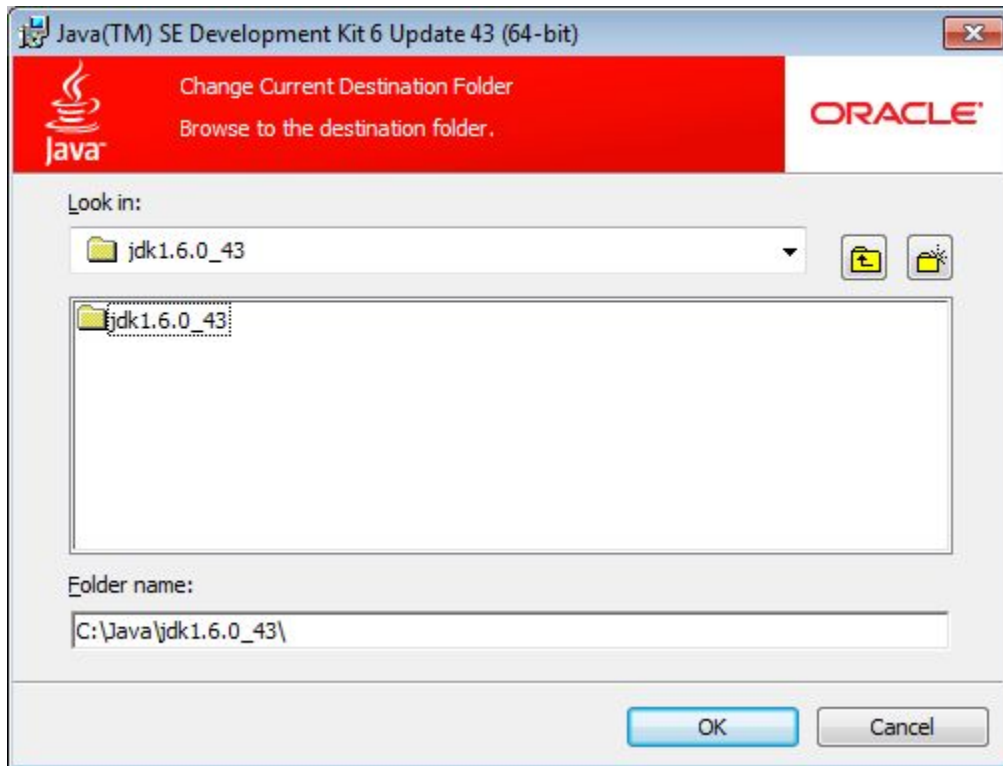 Java(TM) SE Development Kit 6 Update 43 (64-bit)
Change Current Destination Folder
Browse to the destination folder.
Java™
ORACLE®
Look in:
jdk1.6.0_43
jdk1.6.0_43
Folder name:
C:\Java\jdk1.6.0_43\
OK
Cancel